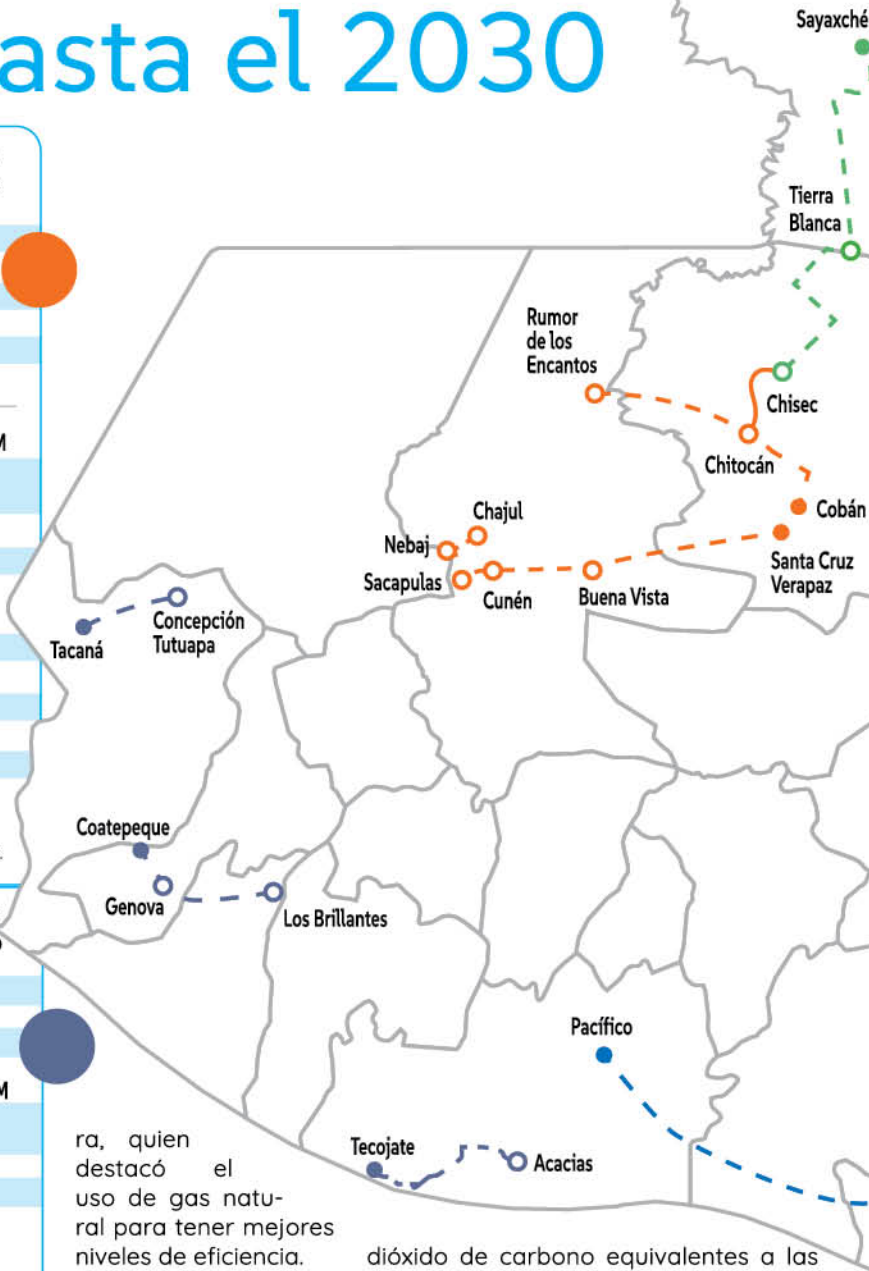 asta el 2030
Sayaxché
Tierra
Blanca
Rumor
de los
Encantos
Chisec
Chitocán
Cobán
Chajul
Nebaj
Sacapulas
Cunén
Buena Vista
Santa Cruz
Verapaz
Tacaná
Concepción
Tutuapa
Coatepeque
Genova
Los Brillantes
Pacífico
Tecojate
Acacias
M
M
ra, quien
destacó el
uso de gas natu-
ral para tener mejores
niveles de eficiencia.
dióxido de carbono equivalentes a las